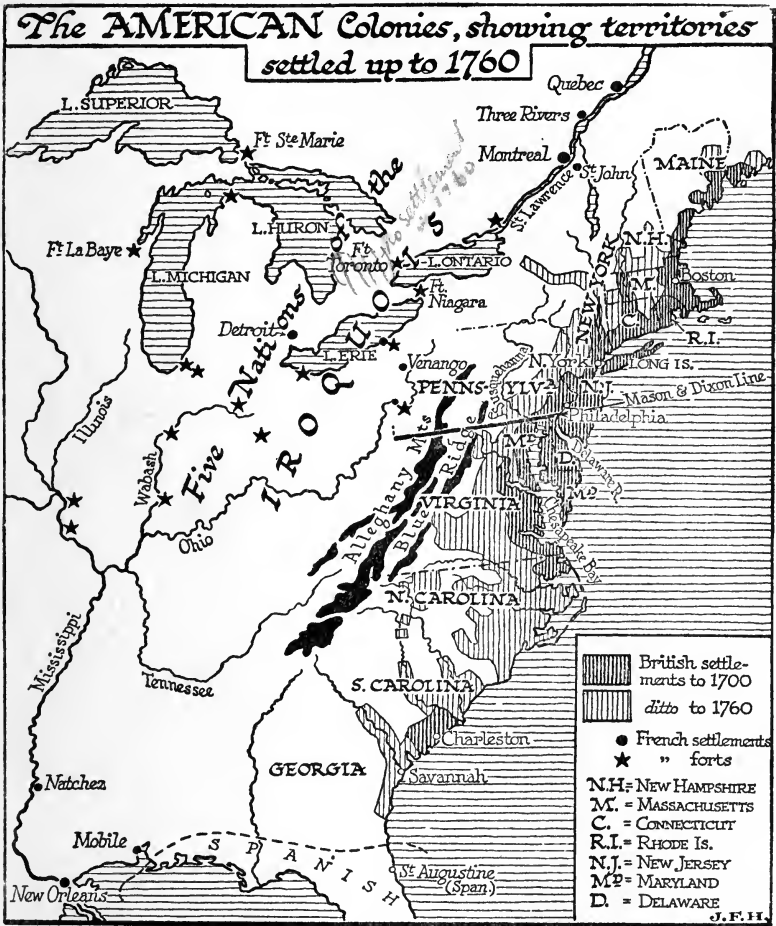 The AMERICAN Colonies, showing territories
settled up to 1760
Quebec
L. SUPERIOR
Three Rivers
Ft Ste Marie
Montreal
St John
MAINE
St. Lawrence
Ft La Baye
L. MICHIGAN
L. HURON
Ft
Toronto
L. ONTARIO
N.H.
NEW YORK
M.
Boston
C.
R.I.
Ft.
Niagara
Five Nations of the
IROQUOIS
settlement
1760
Detroit
L. ERIE
Venango
Susquehanna
N. York
LONG IS.
PENNSYLVA
N.J.
Mason & Dixon Line
Philadelphia
Illinois
Wabash
Ohio
Alleghany Mts
Blue Ridge
MD
Delaware R.
D.
MD
VIRGINIA
Chesapeake Bay
N. CAROLINA
Mississippi
Tennessee
S. CAROLINA
Charleston
GEORGIA
Savannah
Natchez
Mobile
SPANISH
St Augustine
(Span.)
New Orleans
British settle-
ments to 1700
ditto to 1760
French settlements
" forts
N.H. = NEW HAMPSHIRE
M. = MASSACHUSETTS
C. = CONNECTICUT
R.I. = RHODE IS.
N.J. = NEW JERSEY
MD = MARYLAND
D. = DELAWARE
J.F.H.